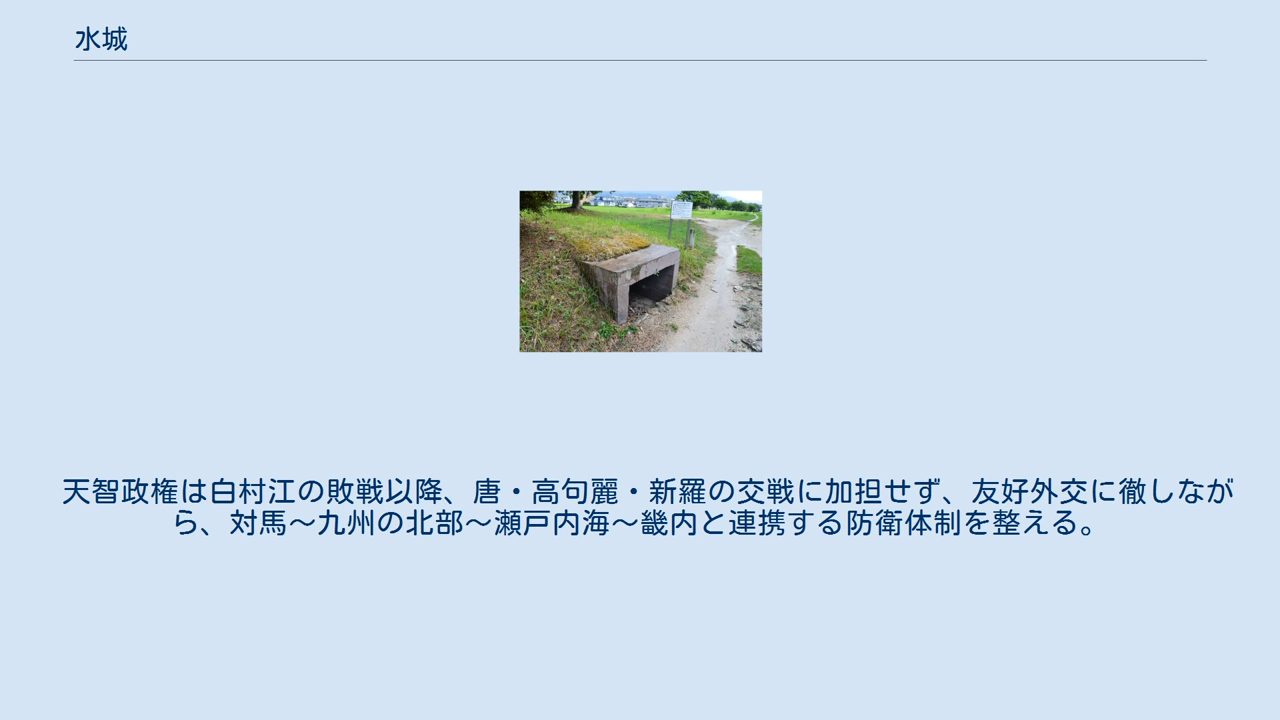 水城
天智政権は白村江の敗戦以降、唐・高句麗・新羅の交戦に加担せず、友好外交に徹しなが
ら、対馬～九州の北部～瀬戸内海～畿内と連携する防衛体制を整える。